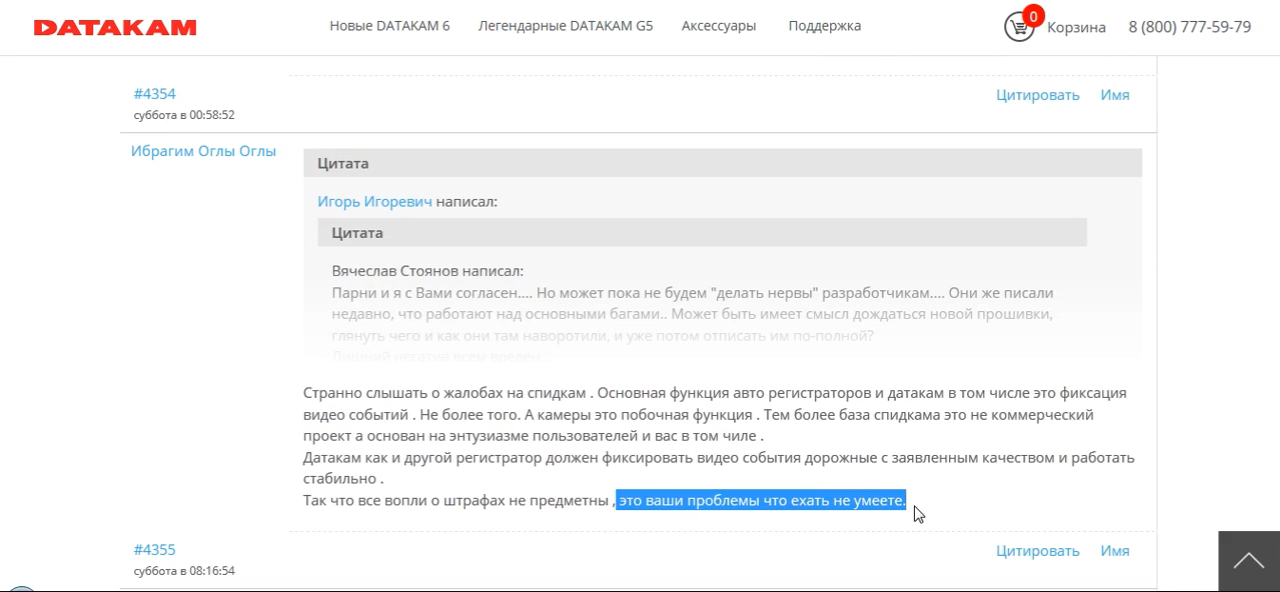 DATAKAM
Новые DATAKAM 6 Легендарные DATAKAM G5 Аксессуары Поддержка 0 Корзина 8 (800) 777-59-79
#4354 Цитировать Имя
суббота в 00:58:52
Ибрагим Оглы Оглы
Цитата
Игорь Игоревич написал:
Цитата
Вячеслав Стоянов написал:
Парни и я с Вами согласен.... Но может пока не будем "делать нервы" разработчикам.... Они же писали
недавно, что работают над основными багами.. Может быть имеет смысл дождаться новой прошивки,
глянуть чего и как они там наворотили, и уже потом отписать им по-полной?
Лишний негатив всем вреден...
Странно слышать о жалобах на спидкам . Основная функция авто регистраторов и датакам в том числе это фиксация
видео событий . Не более того. А камеры это побочная функция . Тем более база спидкама это не коммерческий
проект а основан на энтузиазме пользователей и вас в том чиле .
Датакам как и другой регистратор должен фиксировать видео события дорожные с заявленным качеством и работать
стабильно .
Так что все вопли о штрафах не предметны , это ваши проблемы что ехать не умеете.
#4355 Цитировать Имя
суббота в 08:16:54